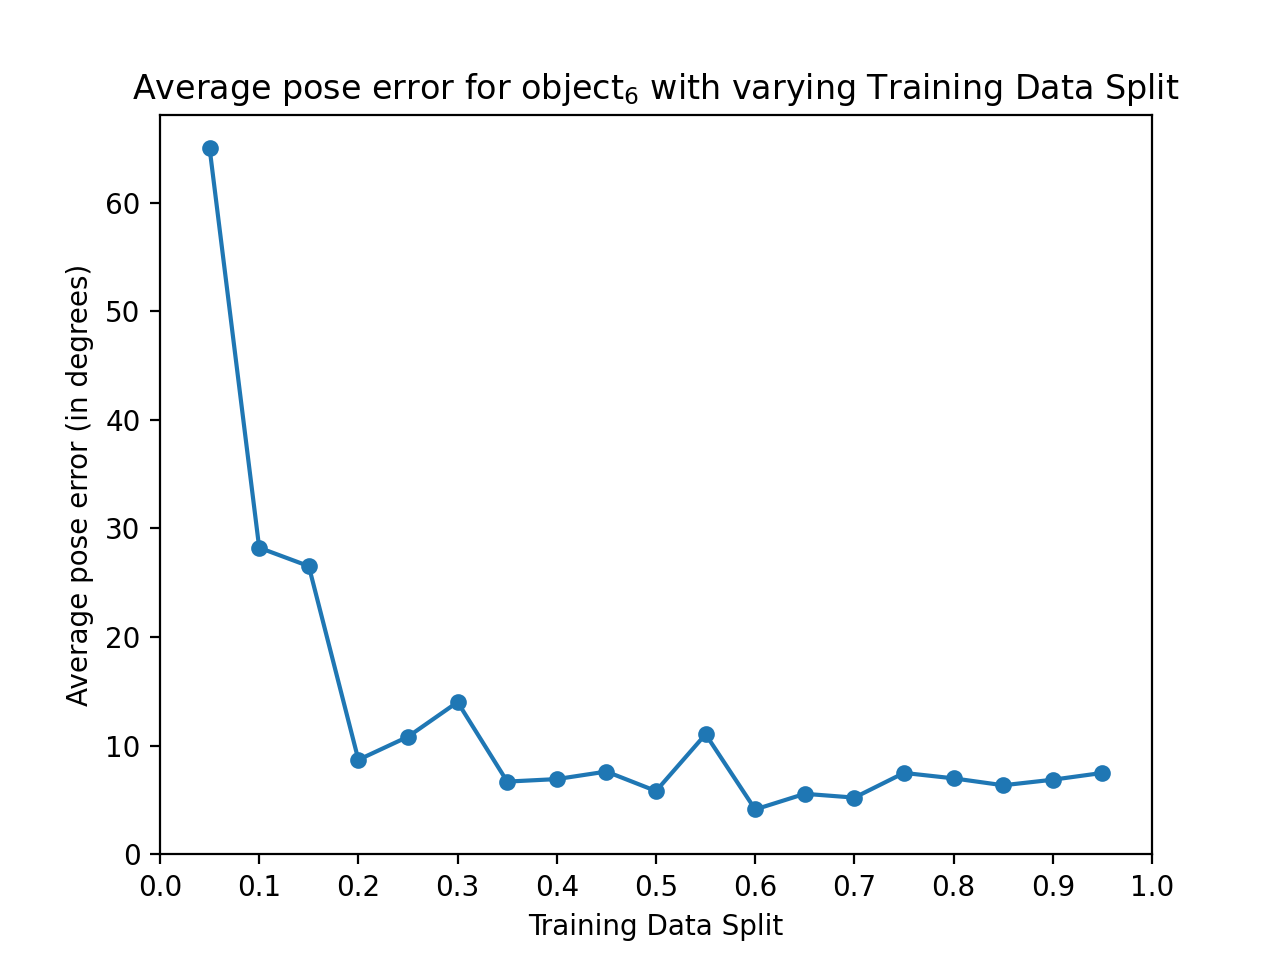 Average pose error for object₆ with varying Training Data Split
60
50
40
30
20
10
0
Average pose error (in degrees)
0.0 0.1 0.2 0.3 0.4 0.5 0.6 0.7 0.8 0.9 1.0
Training Data Split